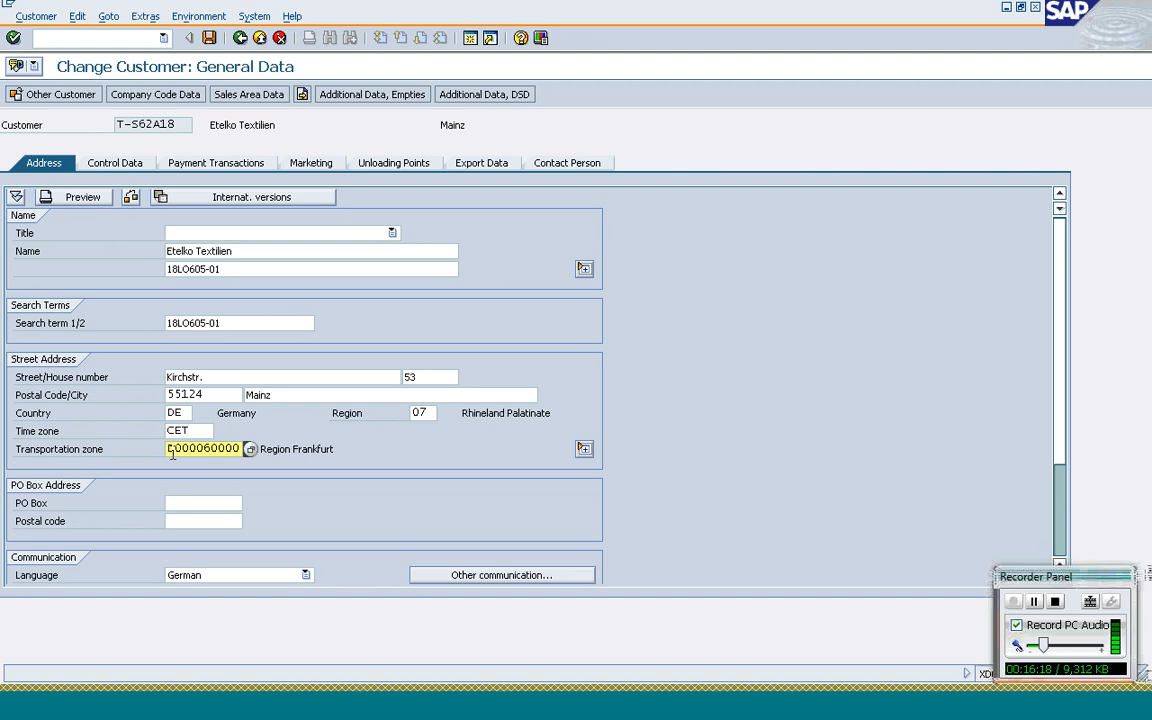 Customer Edit Goto Extras Environment System Help
SAP
Change Customer: General Data
Other Customer Company Code Data Sales Area Data Additional Data, Empties Additional Data, DSD
Customer T-S62A18 Etelko Textilien Mainz
Address Control Data Payment Transactions Marketing Unloading Points Export Data Contact Person
Preview Internat. versions
Name
Title
Name Etelko Textilien
18LO605-01
Search Terms
Search term 1/2 18LO605-01
Street Address
Street/House number Kirchstr. 53
Postal Code/City 55124 Mainz
Country DE Germany Region 07 Rhineland Palatinate
Time zone CET
Transportation zone D000060000 Region Frankfurt
PO Box Address
PO Box
Postal code
Communication
Language German Other communication...
Recorder Panel
Record PC Audio
00:16:18 / 9,312 KB